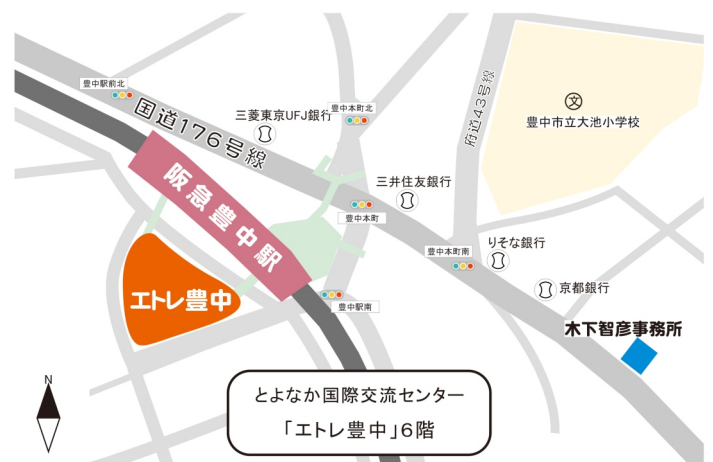 豊中駅前北
国道176号線
三菱東京UFJ銀行
豊中本町北
府道43号線
文
豊中市立大池小学校
阪急豊中駅
三井住友銀行
豊中本町
豊中本町南
りそな銀行
京都銀行
エトレ豊中
豊中駅南
木下智彦事務所
N
とよなか国際交流センター
「エトレ豊中」6階